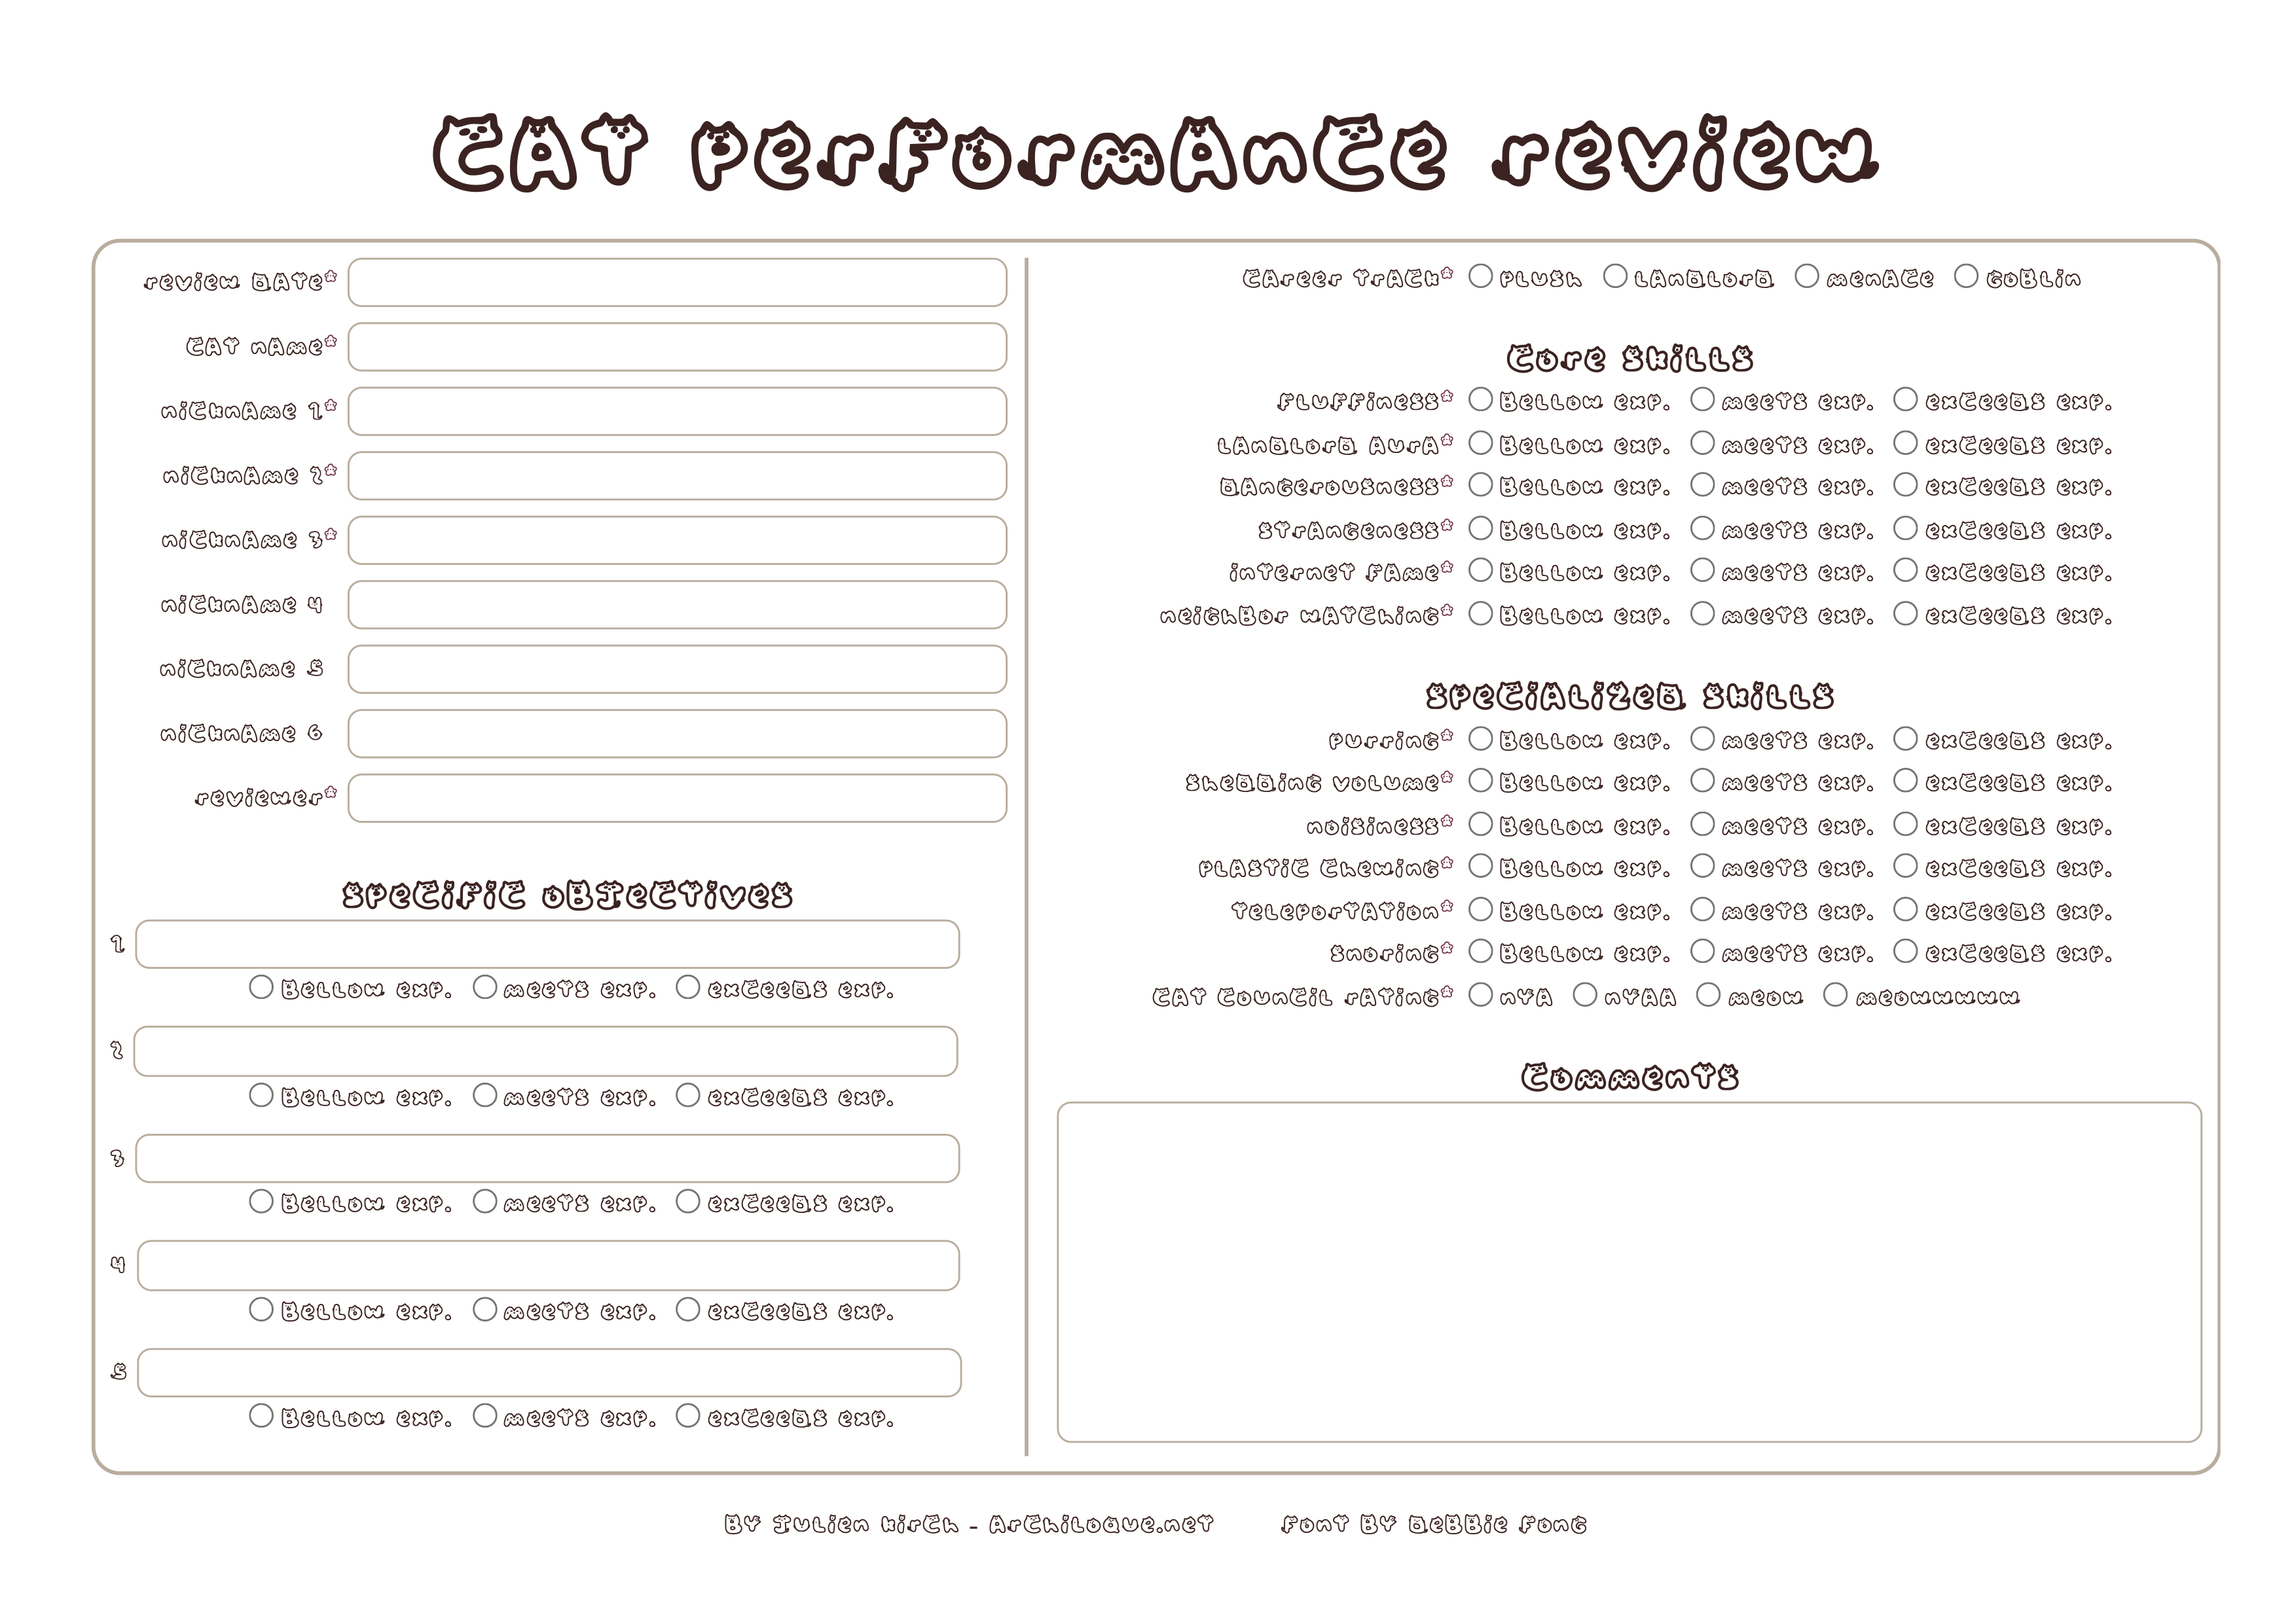 CAT Performance review
review date*
CAT name*
nickname 1*
nickname 2*
nickname 3*
nickname 4
nickname 5
nickname 6
reviewer*
Specific objectives
1
Bellow exp. meets exp. exceeds exp.
2
Bellow exp. meets exp. exceeds exp.
3
Bellow exp. meets exp. exceeds exp.
4
Bellow exp. meets exp. exceeds exp.
5
Bellow exp. meets exp. exceeds exp.
Career track* Plush Landlord menace Goblin
Core skills
Fluffiness* Bellow exp. meets exp. exceeds exp.
Landlord aura* Bellow exp. meets exp. exceeds exp.
Dangerousness* Bellow exp. meets exp. exceeds exp.
Strangeness* Bellow exp. meets exp. exceeds exp.
internet fame* Bellow exp. meets exp. exceeds exp.
neighbor watching* Bellow exp. meets exp. exceeds exp.
Specialized skills
Purring* Bellow exp. meets exp. exceeds exp.
Shedding volume* Bellow exp. meets exp. exceeds exp.
noisiness* Bellow exp. meets exp. exceeds exp.
Plastic chewing* Bellow exp. meets exp. exceeds exp.
Teleportation* Bellow exp. meets exp. exceeds exp.
Snoring* Bellow exp. meets exp. exceeds exp.
Cat council rating* nya nyaa meow meowwwww
Comments
By Julien Kirch - Archiloque.net Font by Debbie Fong